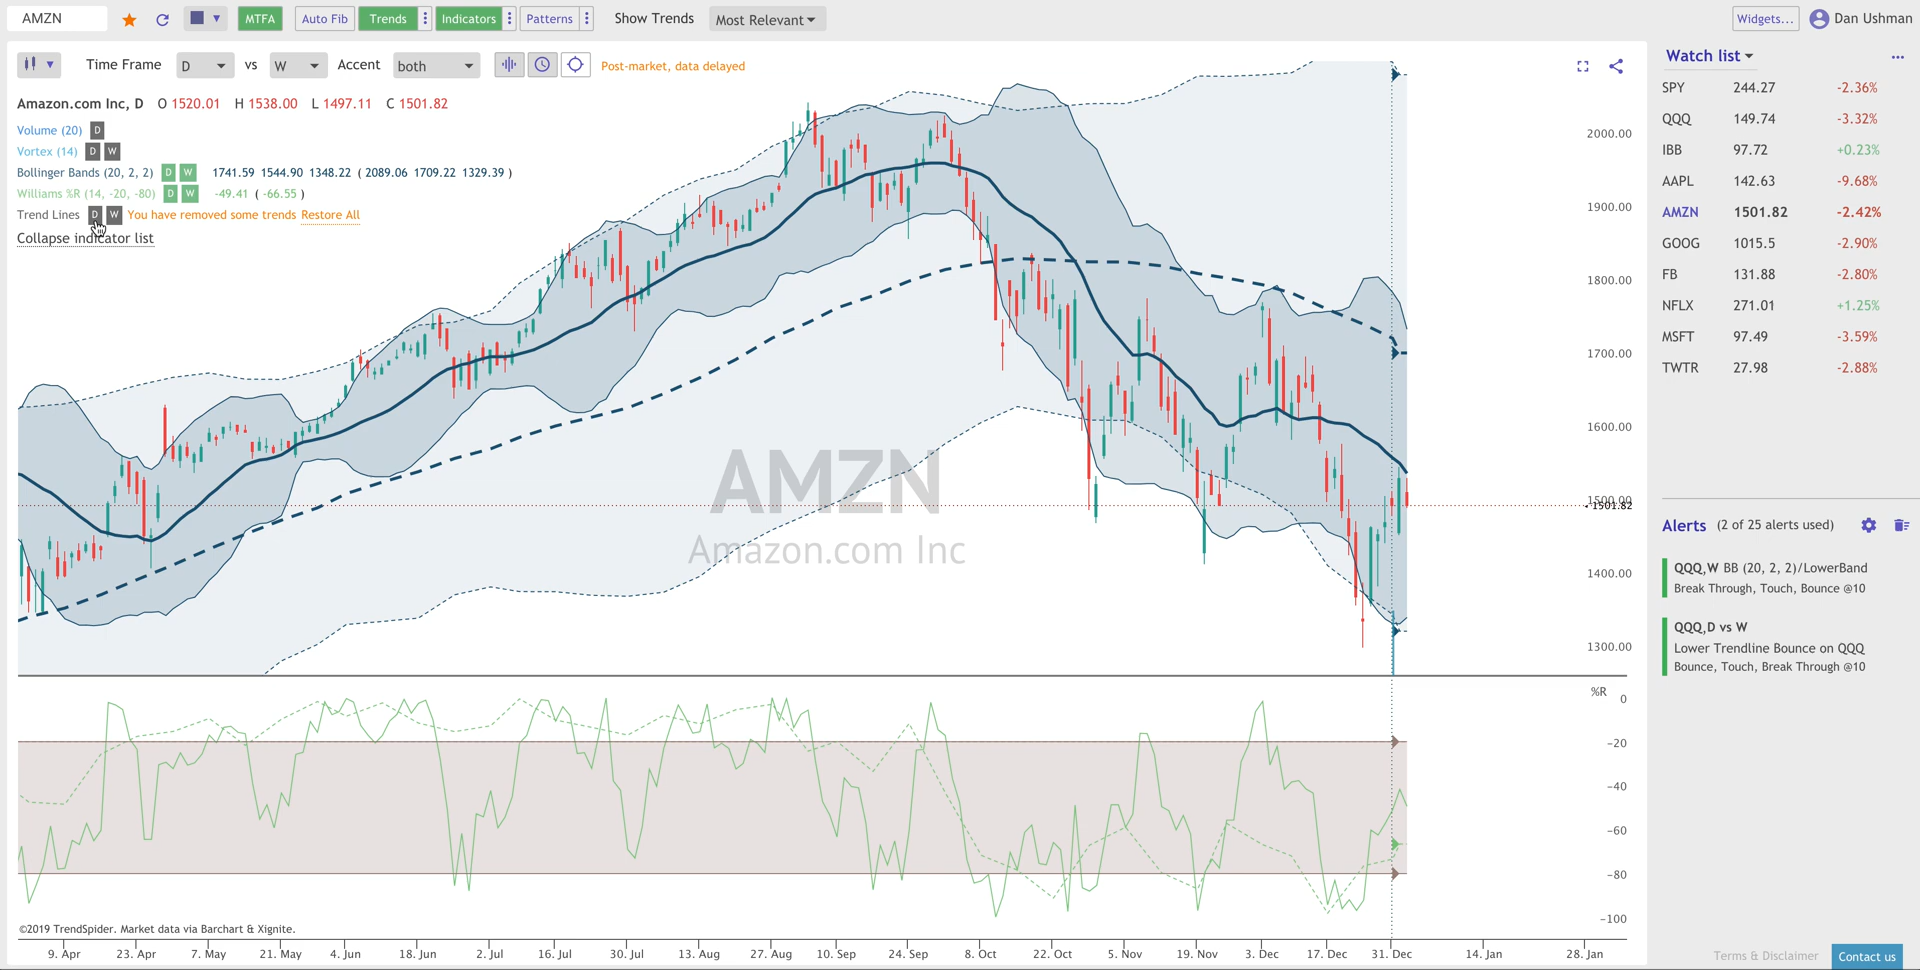 AMZN MTFA Auto Fib Trends Indicators Patterns Show Trends Most Relevant Widgets... Dan Ushman
Time Frame D vs W Accent both Post-market, data delayed
Amazon.com Inc, D O 1520.01 H 1538.00 L 1497.11 C 1501.82
Volume (20) D
Vortex (14) D W
Bollinger Bands (20, 2, 2) D W 1741.59 1544.90 1348.22 ( 2089.06 1709.22 1329.39 )
Williams %R (14, -20, -80) D W -49.41 ( -66.55 )
Trend Lines D W You have removed some trends Restore All
Collapse indicator list
AMZN
Amazon.com Inc
2000.00
1900.00
1800.00
1700.00
1600.00
1500.00
1501.82
1400.00
1300.00
%R 0
-20
-40
-60
-80
-100
©2019 TrendSpider. Market data via Barchart & Xignite.
9. Apr 23. Apr 7. May 21. May 4. Jun 18. Jun 2. Jul 16. Jul 30. Jul 13. Aug 27. Aug 10. Sep 24. Sep 8. Oct 22. Oct 5. Nov 19. Nov 3. Dec 17. Dec 31. Dec 14. Jan 28. Jan
Watch list
SPY 244.27 -2.36%
QQQ 149.74 -3.32%
IBB 97.72 +0.23%
AAPL 142.63 -9.68%
AMZN 1501.82 -2.42%
GOOG 1015.5 -2.90%
FB 131.88 -2.80%
NFLX 271.01 +1.25%
MSFT 97.49 -3.59%
TWTR 27.98 -2.88%
Alerts (2 of 25 alerts used)
QQQ,W BB (20, 2, 2)/LowerBand
Break Through, Touch, Bounce @10
QQQ,D vs W
Lower Trendline Bounce on QQQ
Bounce, Touch, Break Through @10
Terms & Disclaimer Contact us